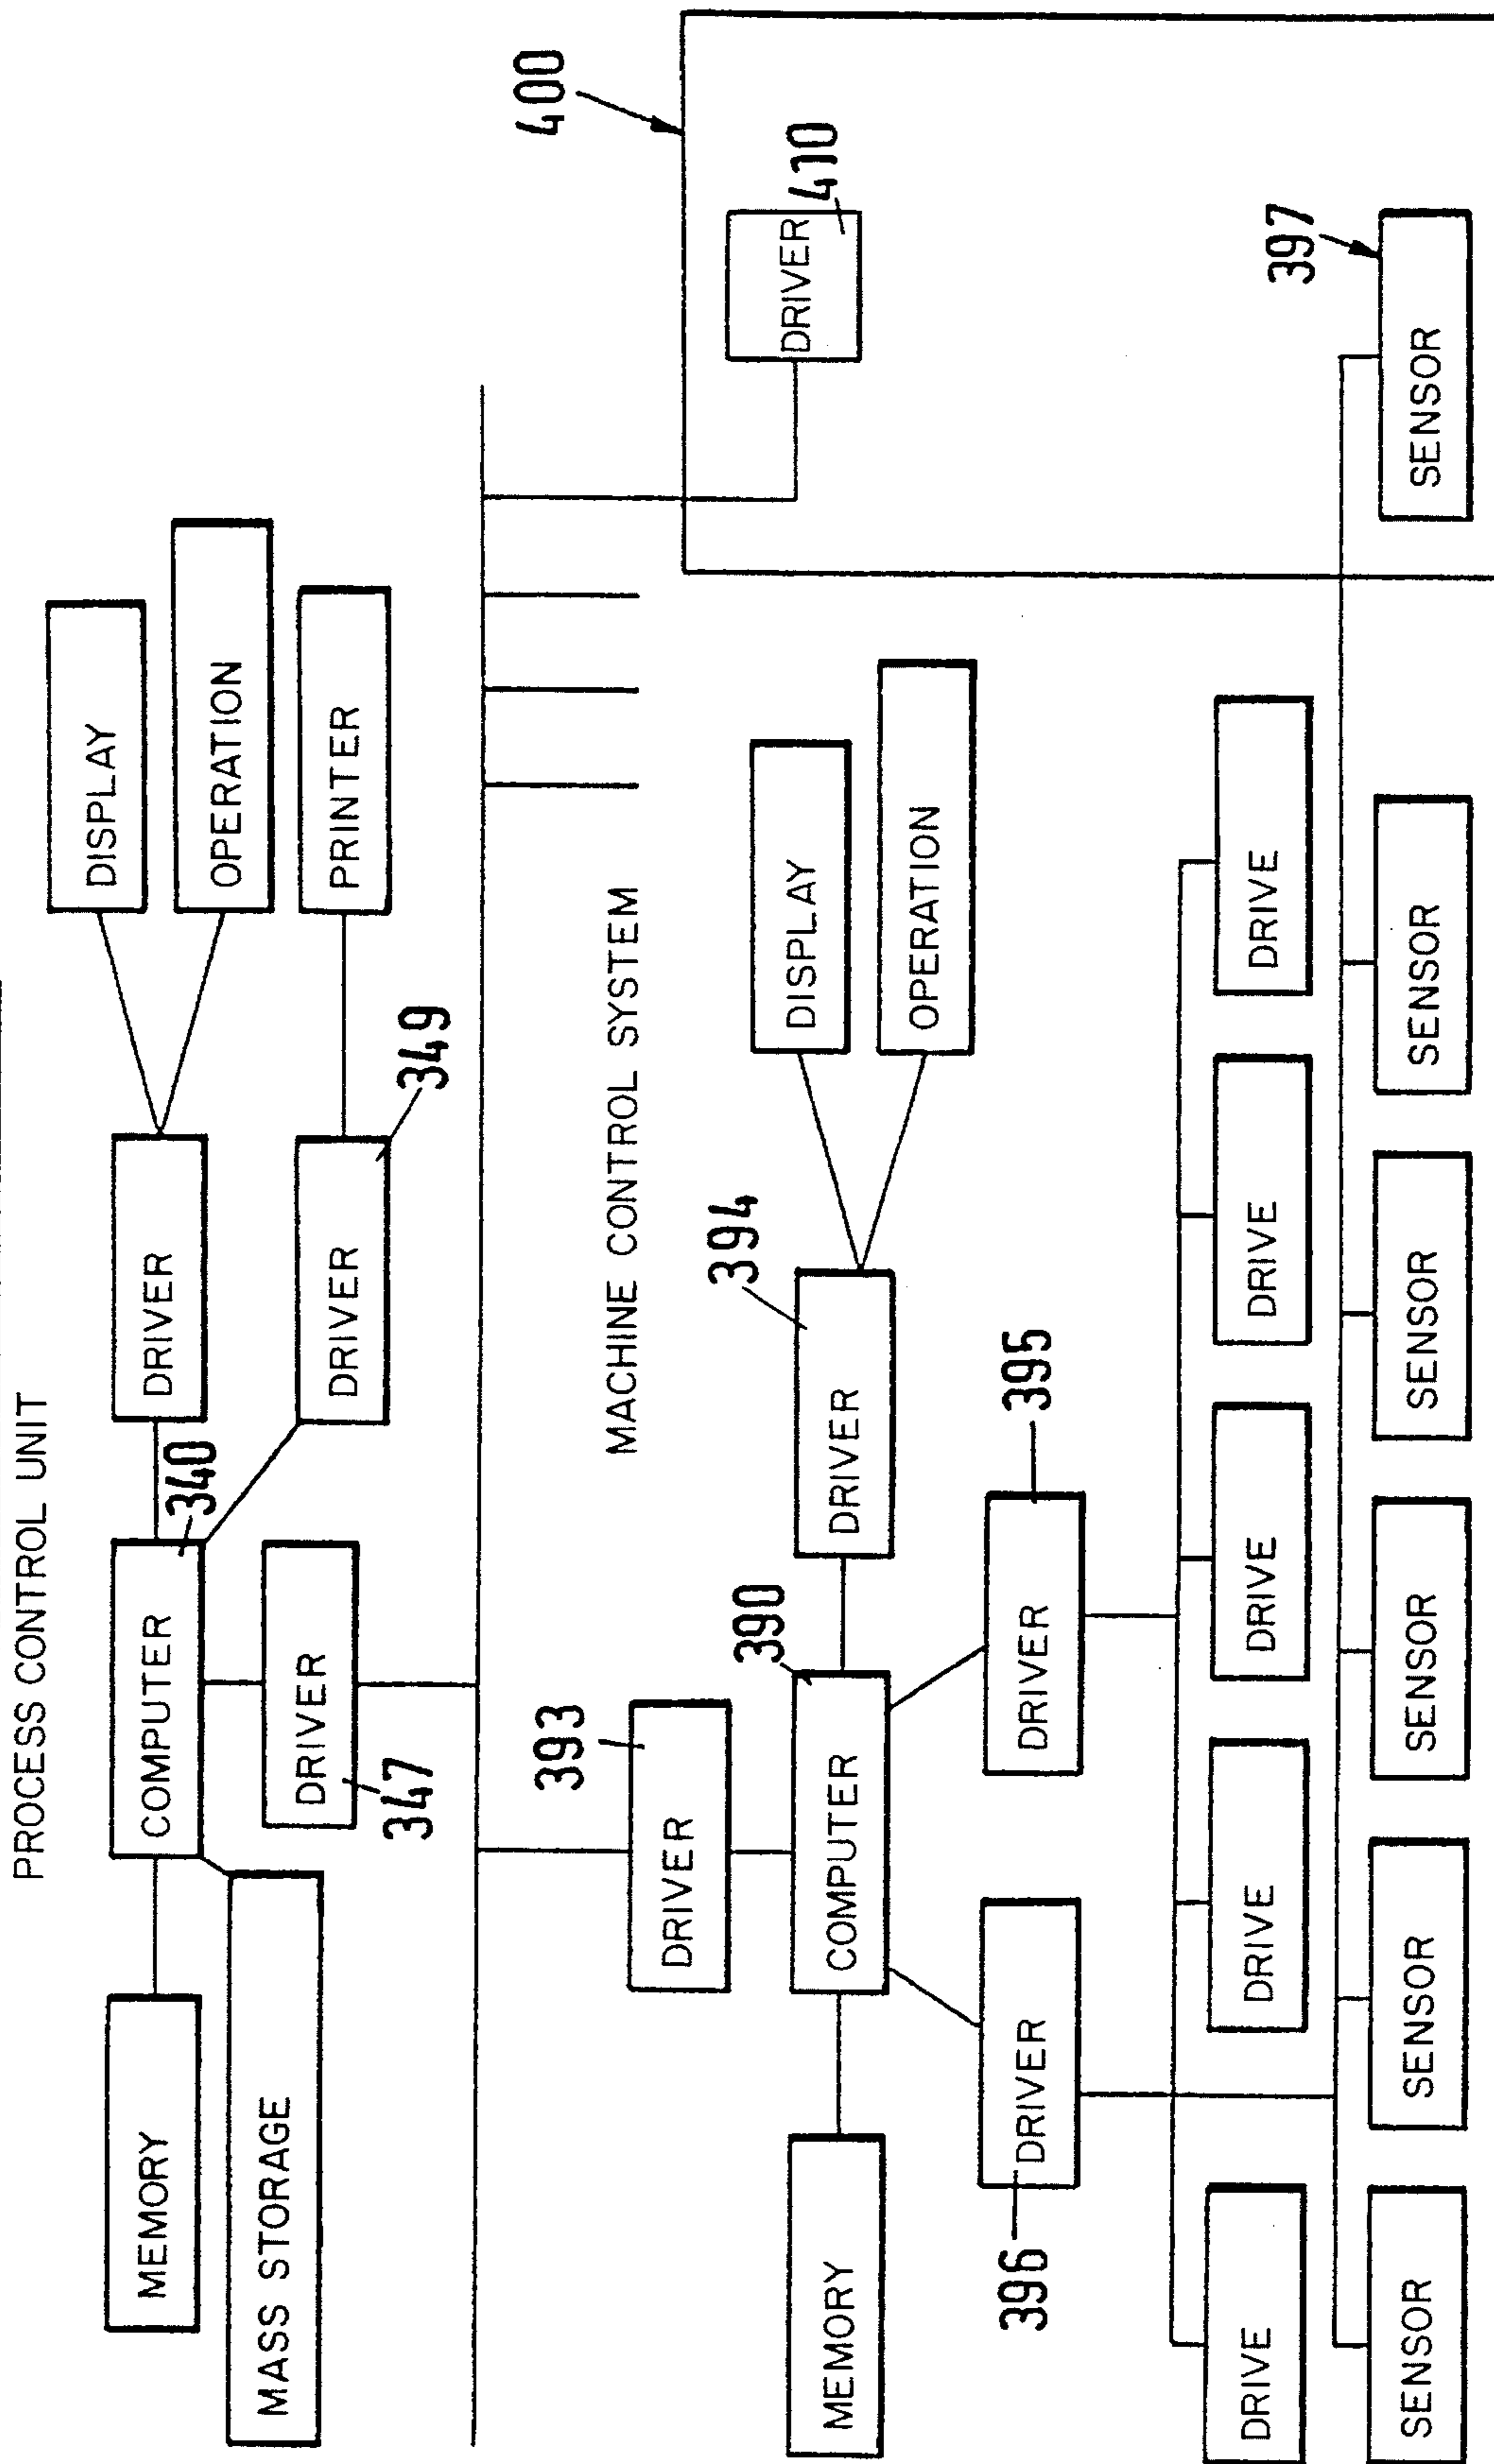 PROCESS CONTROL UNIT
MEMORY
COMPUTER
340
DRIVER
DISPLAY
OPERATION
MASS STORAGE
DRIVER
347
DRIVER
349
PRINTER
400
MACHINE CONTROL SYSTEM
DRIVER
393
DRIVER
410
MEMORY
COMPUTER
390
DRIVER
394
DISPLAY
OPERATION
DRIVER
396
DRIVER
395
DRIVE
DRIVE
DRIVE
DRIVE
DRIVE
SENSOR
SENSOR
SENSOR
SENSOR
SENSOR
SENSOR
397